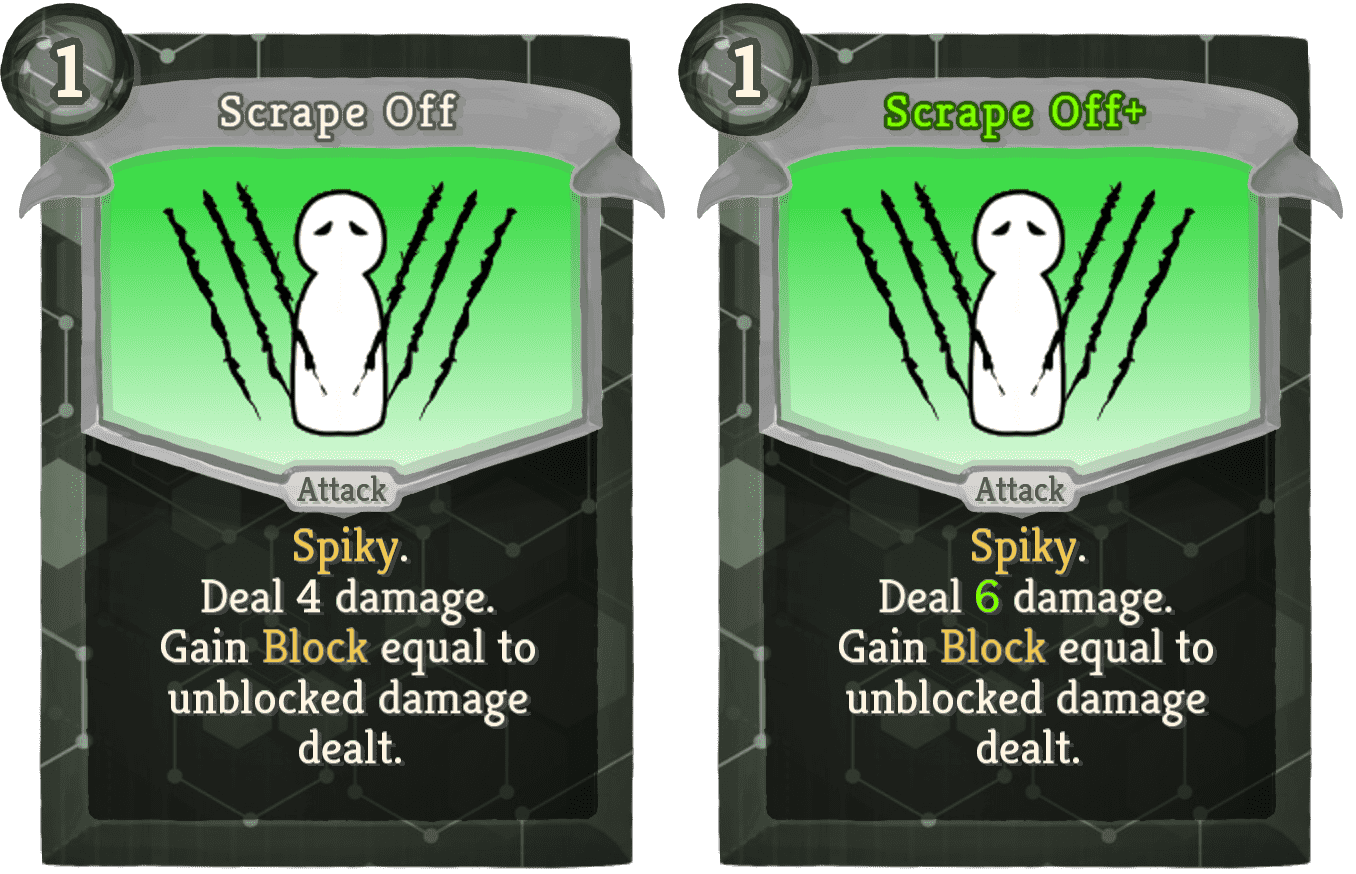 1
Scrape Off
Attack
Spiky.
Deal 4 damage.
Gain Block equal to
unblocked damage
dealt.
1
Scrape Off+
Attack
Spiky.
Deal 6 damage.
Gain Block equal to
unblocked damage
dealt.